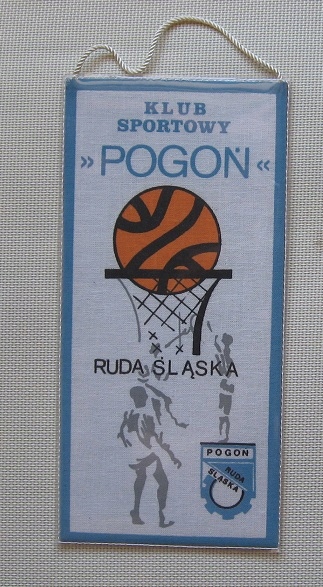 KLUB
SPORTOWY
»POGOŃ«
RUDA ŚLĄSKA
POGOŃ
RUDA
ŚLĄSKA